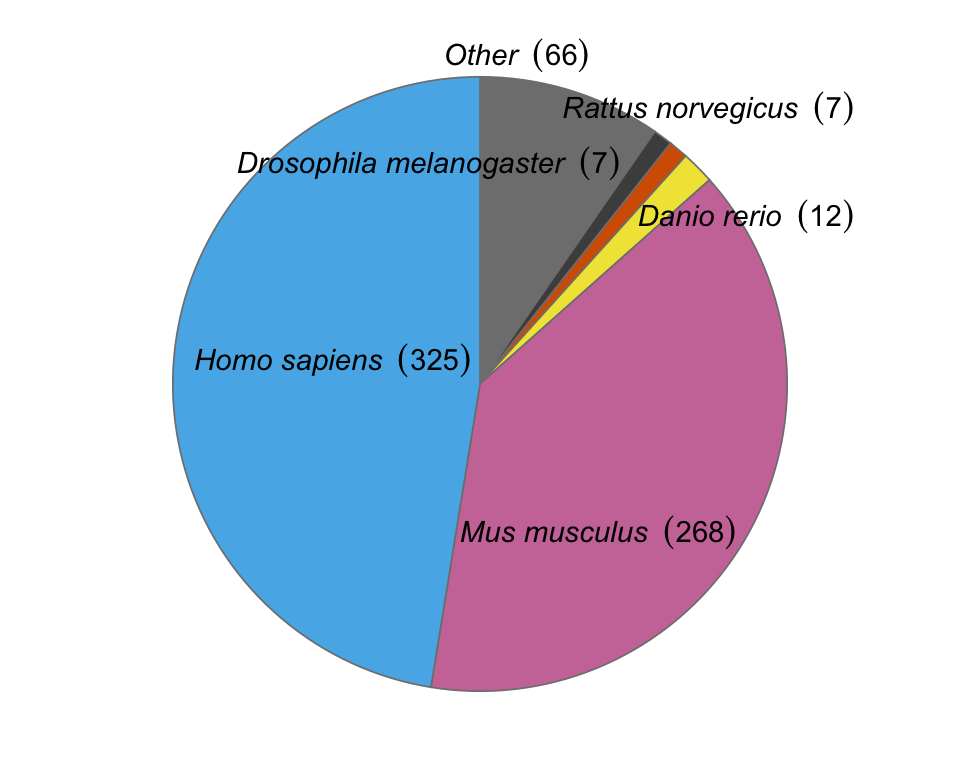 Other (66)
Rattus norvegicus (7)
Drosophila melanogaster (7)
Danio rerio (12)
Homo sapiens (325)
Mus musculus (268)